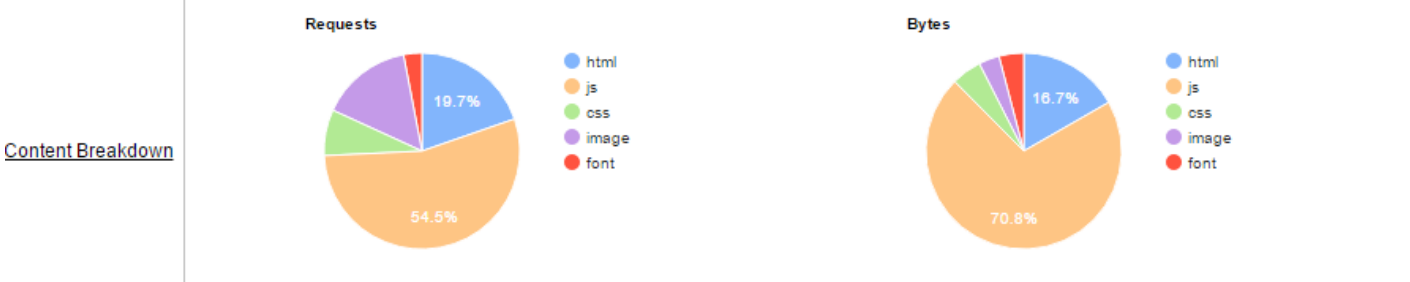 Content Breakdown
Requests
19.7%
54.5%
html
js
css
image
font
Bytes
16.7%
70.8%
html
js
css
image
font